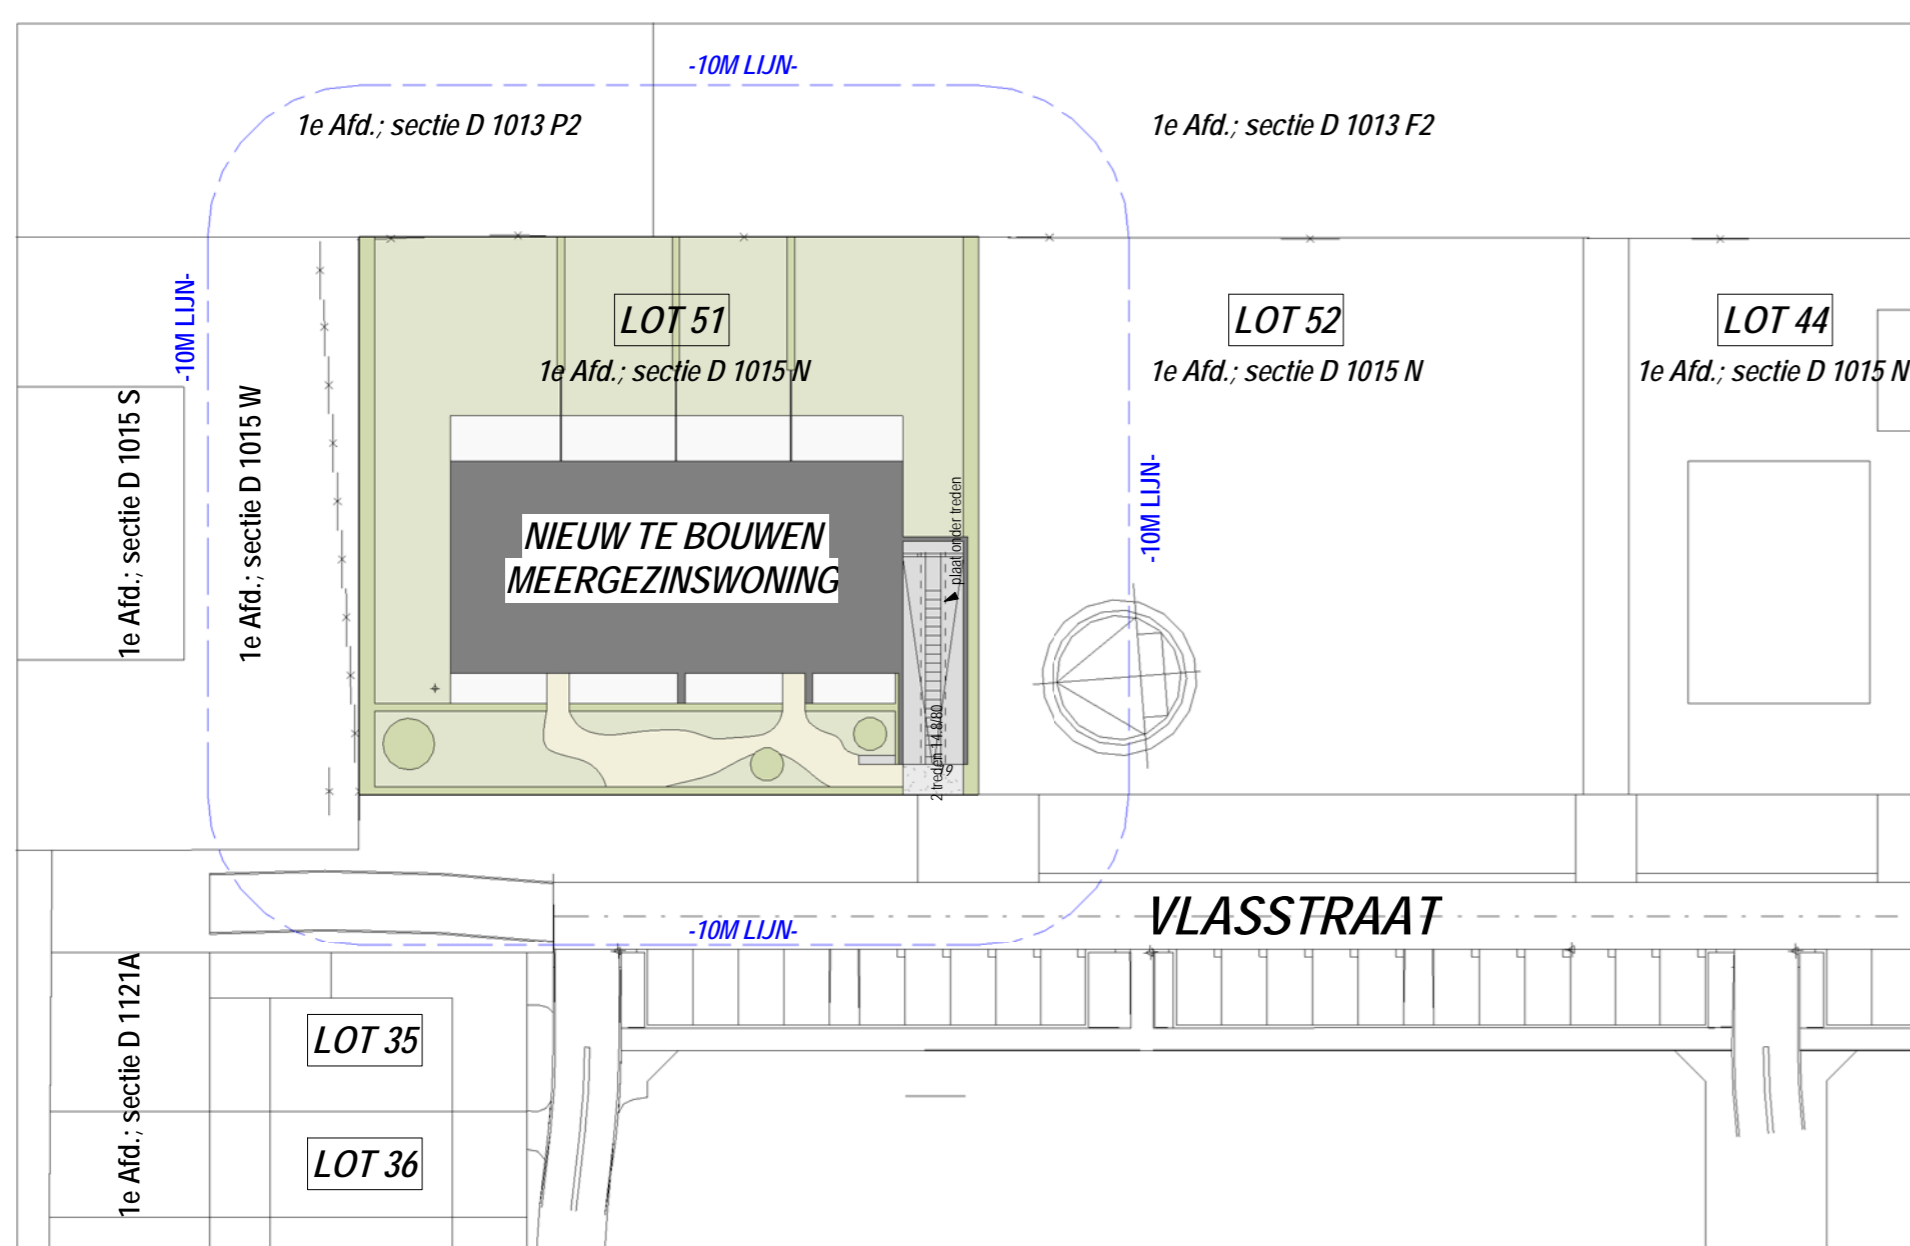 -10M LIJN-
1e Afd.; sectie D 1013 P2
1e Afd.; sectie D 1013 F2
-10M LIJN-
LOT 51
1e Afd.; sectie D 1015 N
LOT 52
1e Afd.; sectie D 1015 N
LOT 44
1e Afd.; sectie D 1015 N
1e Afd.; sectie D 1015 S
1e Afd.; sectie D 1015 W
NIEUW TE BOUWEN
MEERGEZINSWONING
plaat onder treden
-10M LIJN-
2 treden 14.8/80
VLASSTRAAT
-10M LIJN-
1e Afd.; sectie D 1121A
LOT 35
LOT 36